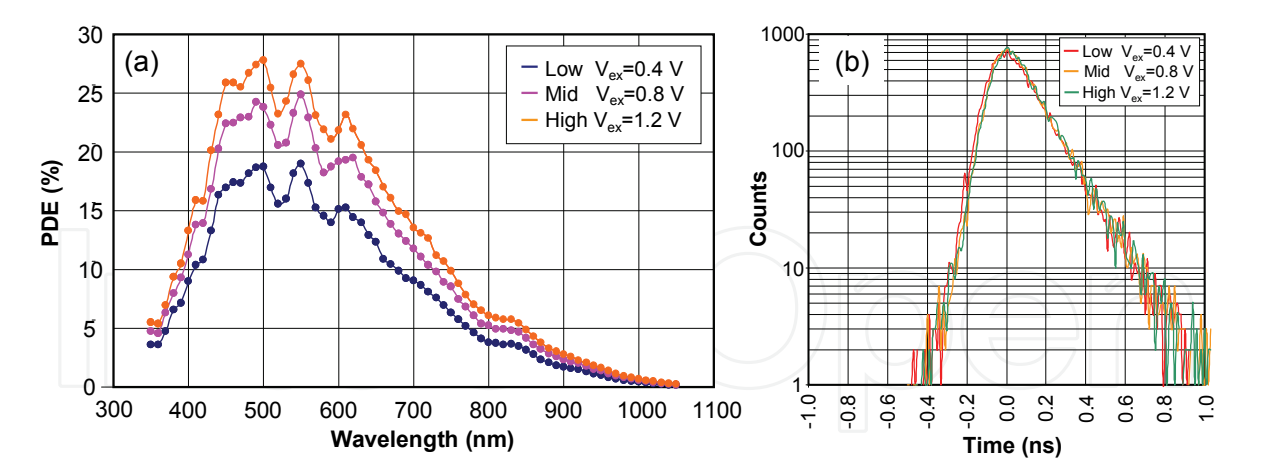 (a)
Low V_ex=0.4 V
Mid V_ex=0.8 V
High V_ex=1.2 V
PDE (%)
30
25
20
15
10
5
0
300 400 500 600 700 800 900 1000 1100
Wavelength (nm)
(b)
Low V_ex=0.4 V
Mid V_ex=0.8 V
High V_ex=1.2 V
Counts
1000
100
10
1
-1.0 -0.8 -0.6 -0.4 -0.2 0.0 0.2 0.4 0.6 0.8 1.0
Time (ns)